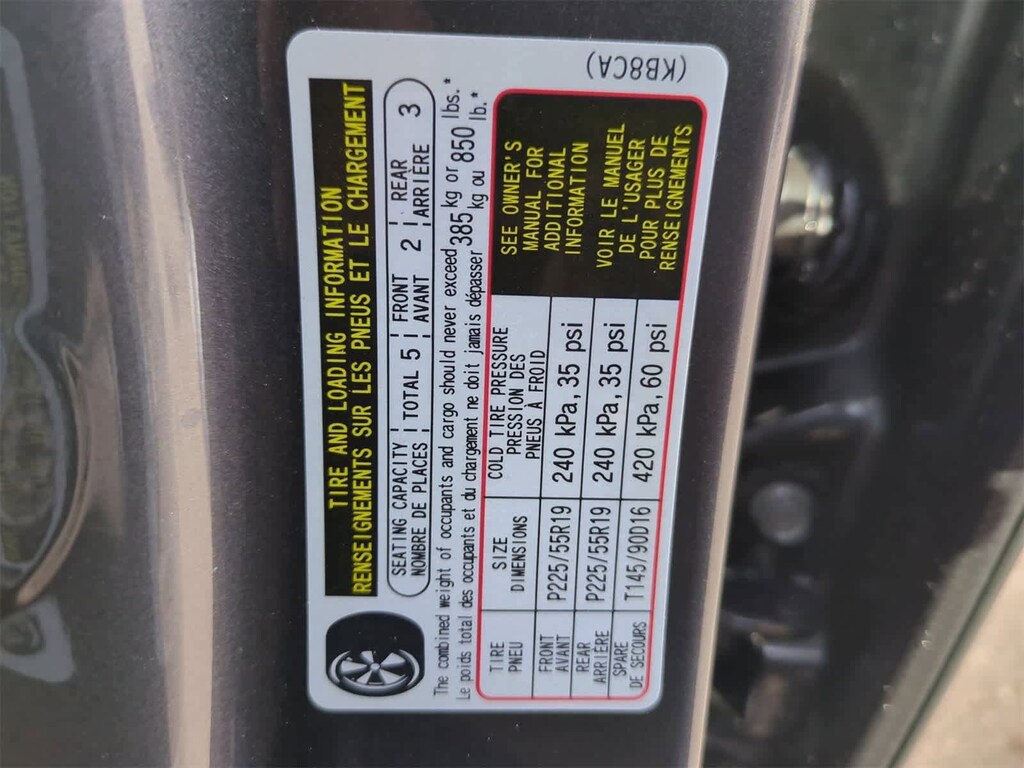 TIRE AND LOADING INFORMATION
RENSEIGNEMENTS SUR LES PNEUS ET LE CHARGEMENT
SEATING CAPACITY
NOMBRE DE PLACES
TOTAL 5
FRONT
AVANT
2
REAR
ARRIÈRE
3
The combined weight of occupants and cargo should never exceed 385 kg or 850 lbs.*
Le poids total des occupants et du chargement ne doit jamais dépasser 385 kg ou 850 lb.*
TIRE
PNEU
SIZE
DIMENSIONS
COLD TIRE PRESSURE
PRESSION DES
PNEUS À FROID
FRONT
AVANT
P225/55R19
240 kPa, 35 psi
REAR
ARRIÈRE
P225/55R19
240 kPa, 35 psi
SPARE
DE SECOURS
T145/90D16
420 kPa, 60 psi
SEE OWNER'S
MANUAL FOR
ADDITIONAL
INFORMATION
VOIR LE MANUEL
DE L'USAGER
POUR PLUS DE
RENSEIGNEMENTS
(KB8CA)